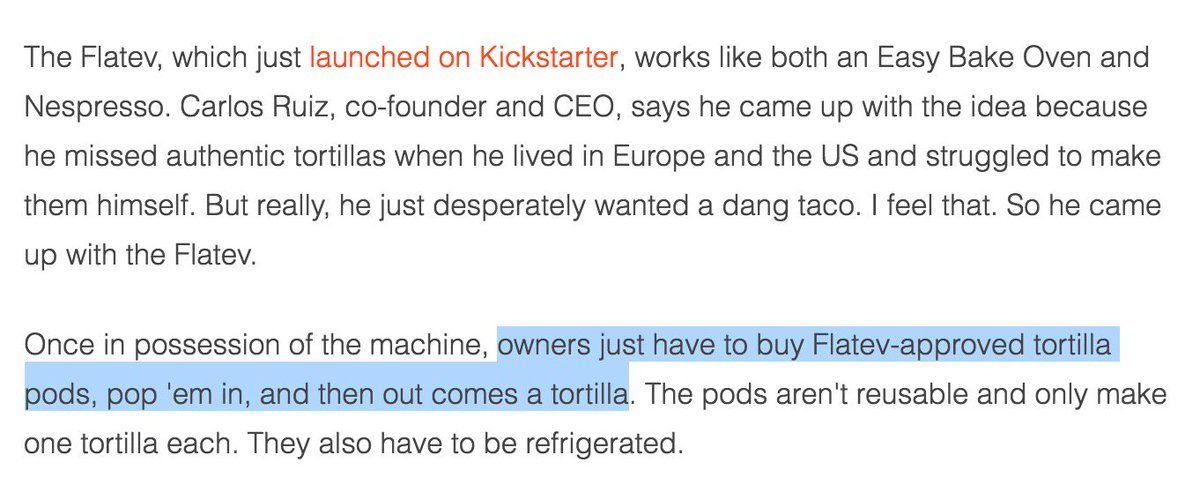 The Flatev, which just launched on Kickstarter, works like both an Easy Bake Oven and
Nespresso. Carlos Ruiz, co-founder and CEO, says he came up with the idea because
he missed authentic tortillas when he lived in Europe and the US and struggled to make
them himself. But really, he just desperately wanted a dang taco. I feel that. So he came
up with the Flatev.
Once in possession of the machine, owners just have to buy Flatev-approved tortilla
pods, pop 'em in, and then out comes a tortilla. The pods aren't reusable and only make
one tortilla each. They also have to be refrigerated.